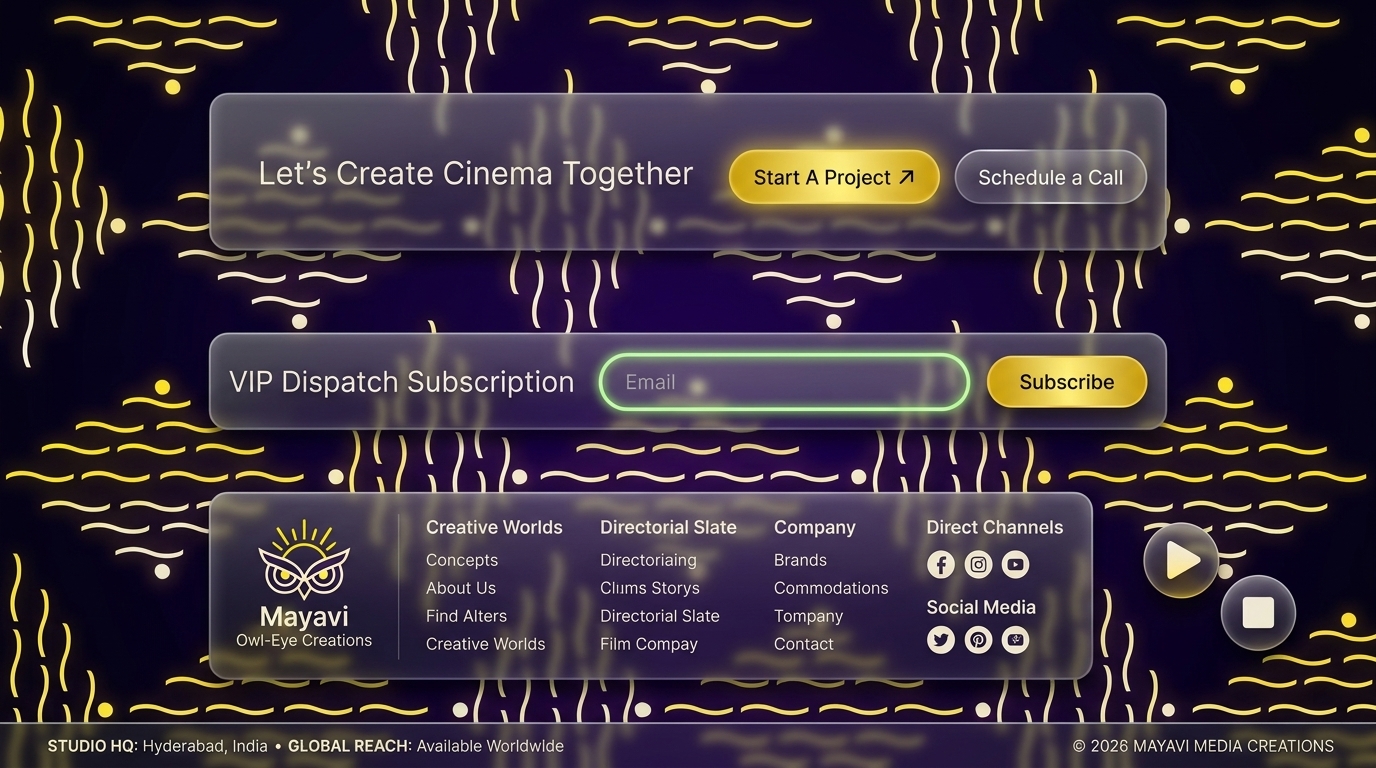 Let's Create Cinema Together
Start A Project ↗
Schedule a Call
VIP Dispatch Subscription
Email
Subscribe
Mayavi
Owl-Eye Creations
Creative Worlds
Concepts
About Us
Find Alters
Creative Worlds
Directorial Slate
Directoriaing
Clums Storys
Directorial Slate
Film Compay
Company
Brands
Commodations
Tompany
Contact
Direct Channels
Social Media
STUDIO HQ: Hyderabad, India • GLOBAL REACH: Available Worldwide
© 2026 MAYAVI MEDIA CREATIONS